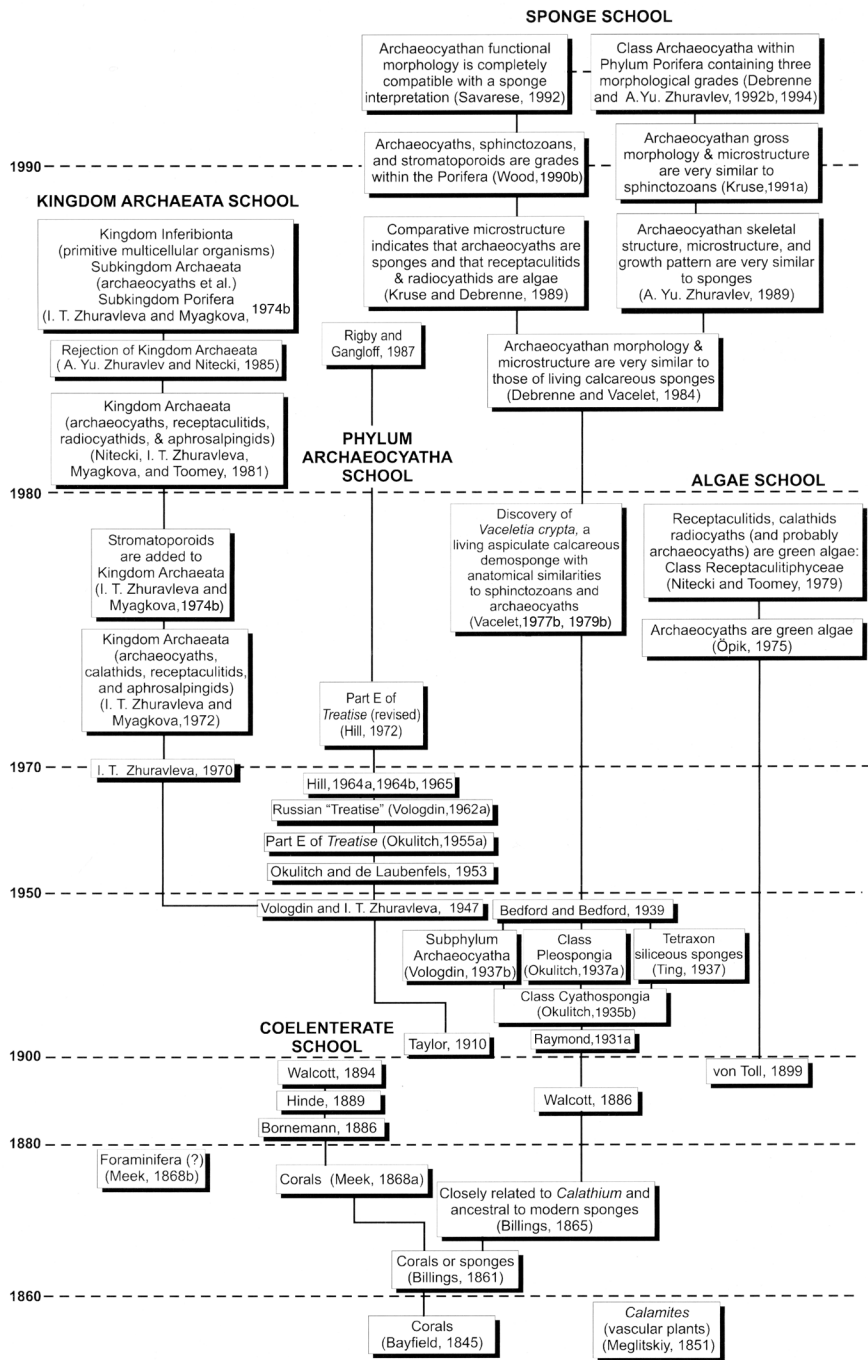 SPONGE SCHOOL
Archaeocyathan functional
morphology is completely
compatible with a sponge
interpretation (Savarese, 1992)
Class Archaeocyatha within
Phylum Porifera containing three
morphological grades (Debrenne
and A.Yu. Zhuravlev, 1992b, 1994)
Archaeocyaths, sphinctozoans,
and stromatoporoids are grades
within the Porifera (Wood, 1990b)
Archaeocyathan gross
morphology & microstructure
are very similar to
sphinctozoans (Kruse, 1991a)
1990
KINGDOM ARCHAEATA SCHOOL
Kingdom Inferibionta
(primitive multicellular organisms)
Subkingdom Archaeata
(archaeocyaths et al.)
Subkingdom Porifera
(I. T. Zhuravleva and Myagkova, 1974b)
Comparative microstructure
indicates that archaeocyaths are
sponges and that receptaculitids
& radiocyathids are algae
(Kruse and Debrenne, 1989)
Archaeocyathan skeletal
structure, microstructure, and
growth pattern are very similar
to sponges
(A. Yu. Zhuravlev, 1989)
Rejection of Kingdom Archaeata
( A. Yu. Zhuravlev and Nitecki, 1985)
Rigby and
Gangloff, 1987
Archaeocyathan morphology &
microstructure are very similar to
those of living calcareous sponges
(Debrenne and Vacelet, 1984)
Kingdom Archaeata
(archaeocyaths, receptaculitids,
radiocyathids, & aphrosalpingids)
(Nitecki, I. T. Zhuravleva,
Myagkova, and Toomey, 1981)
PHYLUM
ARCHAEOCYATHA
SCHOOL
ALGAE SCHOOL
1980
Stromatoporoids
are added to
Kingdom Archaeata
(I. T. Zhuravleva and
Myagkova, 1974b)
Discovery of
Vaceletia crypta, a
living aspiculate calcareous
demosponge with
anatomical similarities
to sphinctozoans and
archaeocyaths
(Vacelet, 1977b, 1979b)
Receptaculitids, calathids
radiocyaths (and probably
archaeocyaths) are green algae:
Class Receptaculitiphyceae
(Nitecki and Toomey, 1979)
Archaeocyaths are green algae
(Öpik, 1975)
Kingdom Archaeata
(archaeocyaths,
calathids, receptaculitids,
and aphrosalpingids)
(I. T. Zhuravleva and
Myagkova, 1972)
Part E of
Treatise (revised)
(Hill, 1972)
1970
I. T. Zhuravleva, 1970
Hill, 1964a, 1964b, 1965
Russian "Treatise" (Vologdin, 1962a)
Part E of Treatise (Okulitch, 1955a)
Okulitch and de Laubenfels, 1953
1950
Vologdin and I. T. Zhuravleva, 1947
Bedford and Bedford, 1939
Subphylum
Archaeocyatha
(Vologdin, 1937b)
Class
Pleospongia
(Okulitch, 1937a)
Tetraxon
siliceous sponges
(Ting, 1937)
Class Cyathospongia
(Okulitch, 1935b)
COELENTERATE
SCHOOL
Taylor, 1910
Raymond, 1931a
1900
Walcott, 1894
von Toll, 1899
Hinde, 1889
Walcott, 1886
Bornemann, 1886
1880
Foraminifera (?)
(Meek, 1868b)
Corals (Meek, 1868a)
Closely related to Calathium and
ancestral to modern sponges
(Billings, 1865)
Corals or sponges
(Billings, 1861)
1860
Corals
(Bayfield, 1845)
Calamites
(vascular plants)
(Meglitskiy, 1851)